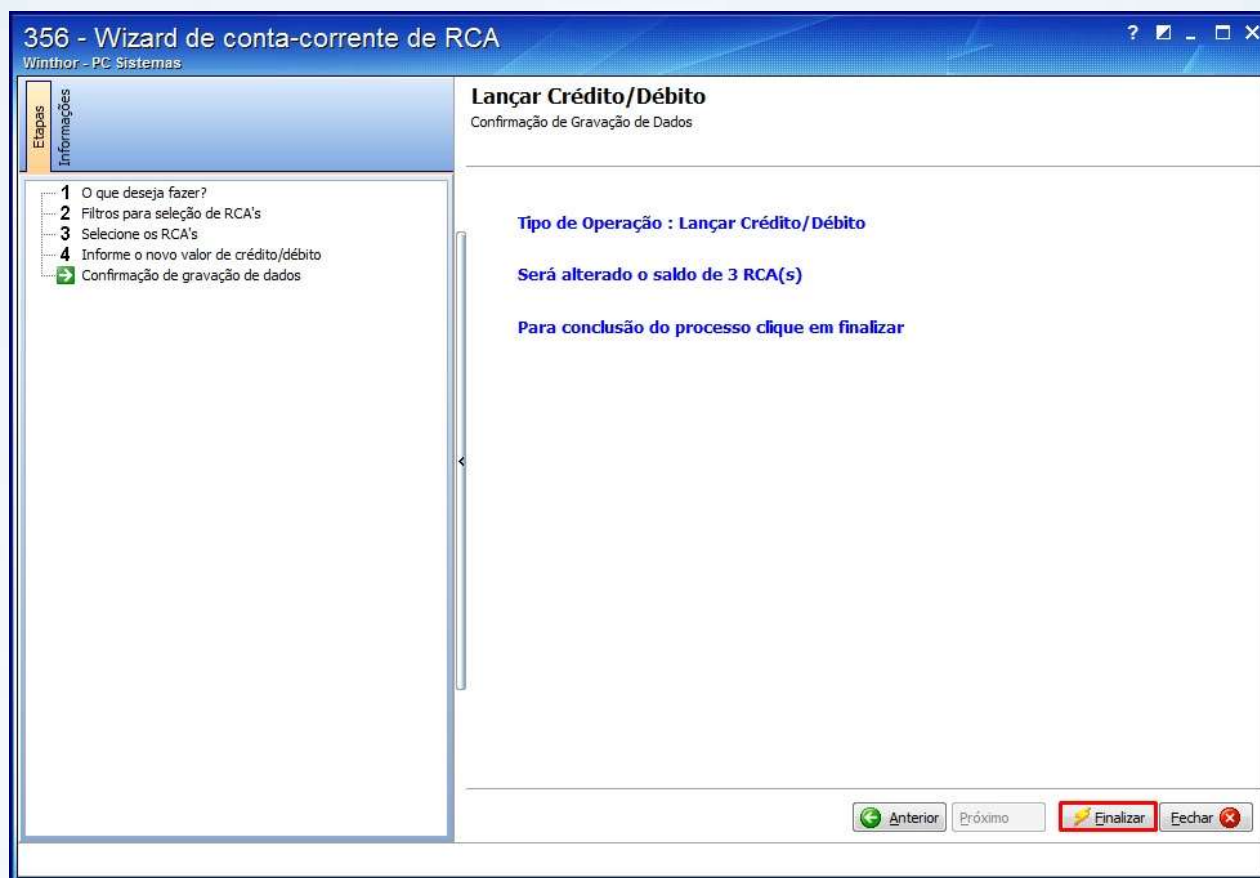 356 - Wizard de conta-corrente de RCA
Winthor - PC Sistemas
?
Etapas
Informações
Lançar Crédito/Débito
Confirmação de Gravação de Dados
1 O que deseja fazer?
2 Filtros para seleção de RCA's
3 Selecione os RCA's
4 Informe o novo valor de crédito/débito
Confirmação de gravação de dados
Tipo de Operação : Lançar Crédito/Débito
Será alterado o saldo de 3 RCA(s)
Para conclusão do processo clique em finalizar
Anterior Próximo Finalizar Fechar